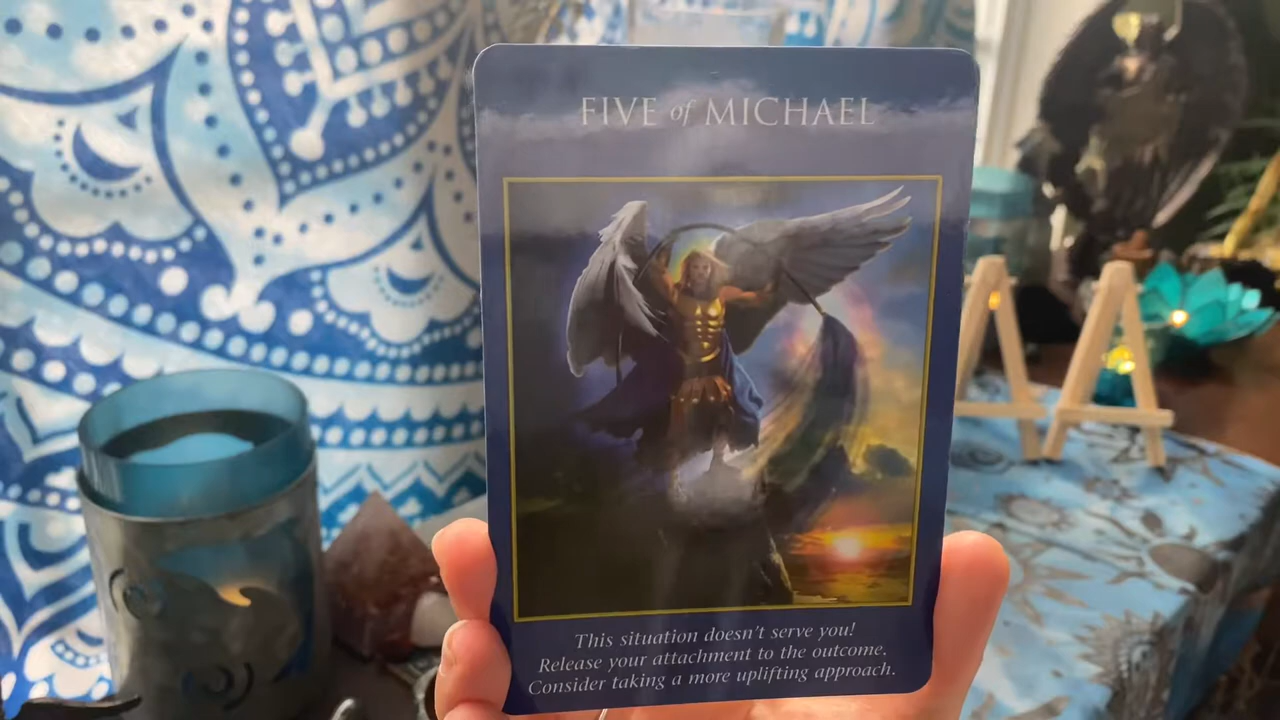 FIVE of MICHAEL
This situation doesn't serve you!
Release your attachment to the outcome.
Consider taking a more uplifting approach.